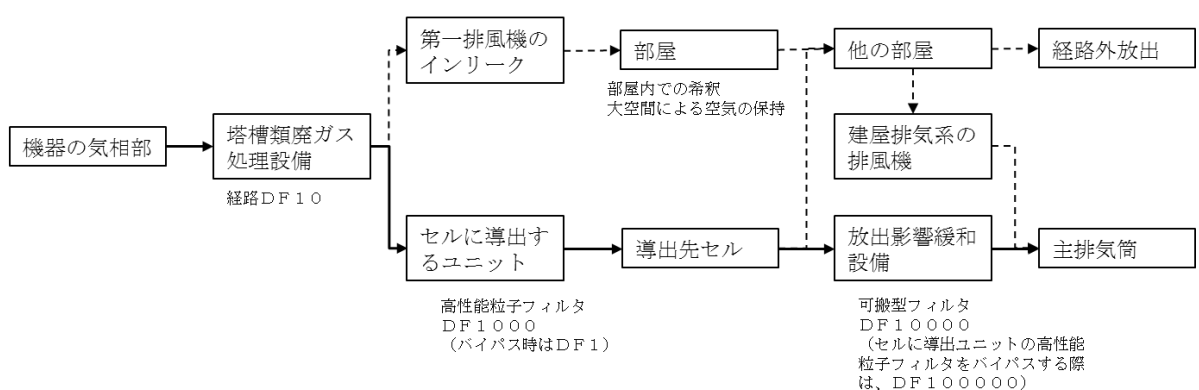 第一排風機の
インリーク
部屋
他の部屋
経路外放出
部屋内での希釈
大空間による空気の保持
機器の気相部
塔槽類廃ガス
処理設備
建屋排気系の
排風機
経路ＤＦ１０
セルに導出す
るユニット
導出先セル
放出影響緩和
設備
主排気筒
高性能粒子フィルタ
ＤＦ１０００
（バイパス時はＤＦ１）
可搬型フィルタ
ＤＦ１００００
（セルに導出ユニットの高性能
粒子フィルタをバイパスする際
は、ＤＦ１０００００）